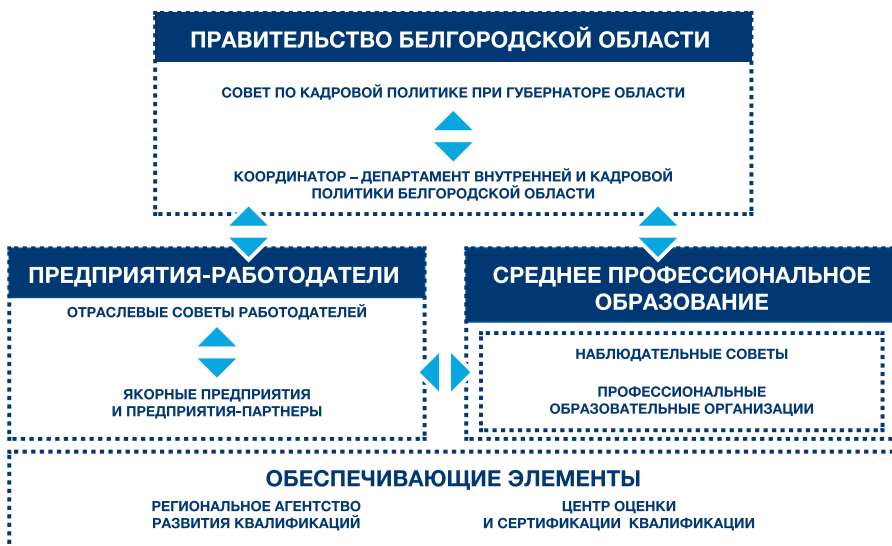 ПРАВИТЕЛЬСТВО БЕЛГОРОДСКОЙ ОБЛАСТИ
СОВЕТ ПО КАДРОВОЙ ПОЛИТИКЕ ПРИ ГУБЕРНАТОРЕ ОБЛАСТИ
КООРДИНАТОР – ДЕПАРТАМЕНТ ВНУТРЕННЕЙ И КАДРОВОЙ
ПОЛИТИКИ БЕЛГОРОДСКОЙ ОБЛАСТИ
ПРЕДПРИЯТИЯ-РАБОТОДАТЕЛИ
ОТРАСЛЕВЫЕ СОВЕТЫ РАБОТОДАТЕЛЕЙ
ЯКОРНЫЕ ПРЕДПРИЯТИЯ
И ПРЕДПРИЯТИЯ-ПАРТНЕРЫ
СРЕДНЕЕ ПРОФЕССИОНАЛЬНОЕ
ОБРАЗОВАНИЕ
НАБЛЮДАТЕЛЬНЫЕ СОВЕТЫ
ПРОФЕССИОНАЛЬНЫЕ
ОБРАЗОВАТЕЛЬНЫЕ ОРГАНИЗАЦИИ
ОБЕСПЕЧИВАЮЩИЕ ЭЛЕМЕНТЫ
РЕГИОНАЛЬНОЕ АГЕНТСТВО
РАЗВИТИЯ КВАЛИФИКАЦИЙ
ЦЕНТР ОЦЕНКИ
И СЕРТИФИКАЦИИ КВАЛИФИКАЦИИ